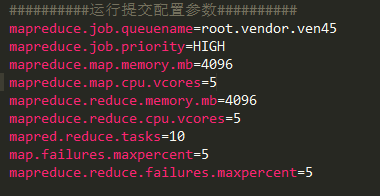 ##########运行提交配置参数##########
mapreduce.job.queuename=root.vendor.ven45
mapreduce.job.priority=HIGH
mapreduce.map.memory.mb=4096
mapreduce.map.cpu.vcores=5
mapreduce.reduce.memory.mb=4096
mapreduce.reduce.cpu.vcores=5
mapred.reduce.tasks=10
map.failures.maxpercent=5
mapreduce.reduce.failures.maxpercent=5